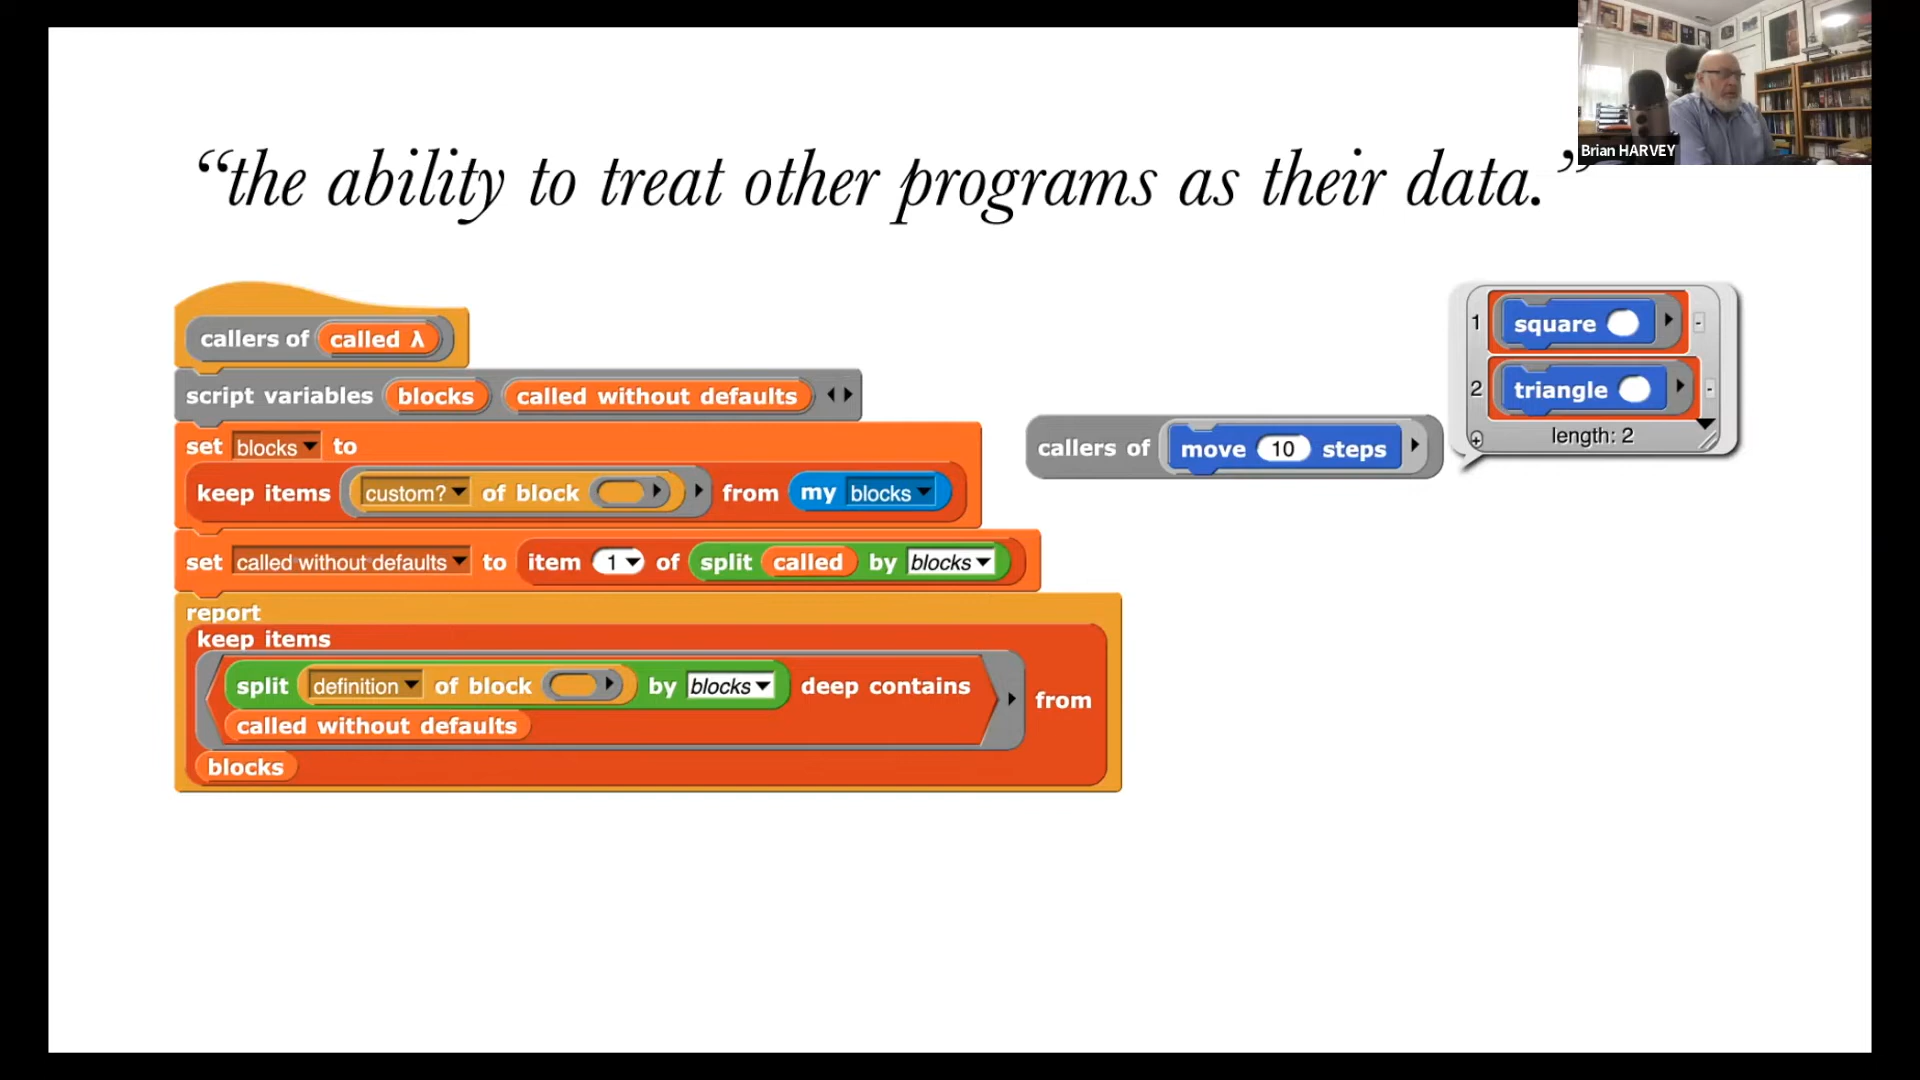 Brian HARVEY
“the ability to treat other programs as their data.”
callers of called λ
script variables blocks called without defaults
set blocks to
keep items custom? of block from my blocks
set called without defaults to item 1 of split called by blocks
report
keep items
split definition of block by blocks deep contains
called without defaults
from
blocks
callers of move 10 steps
1 square
2 triangle
length: 2